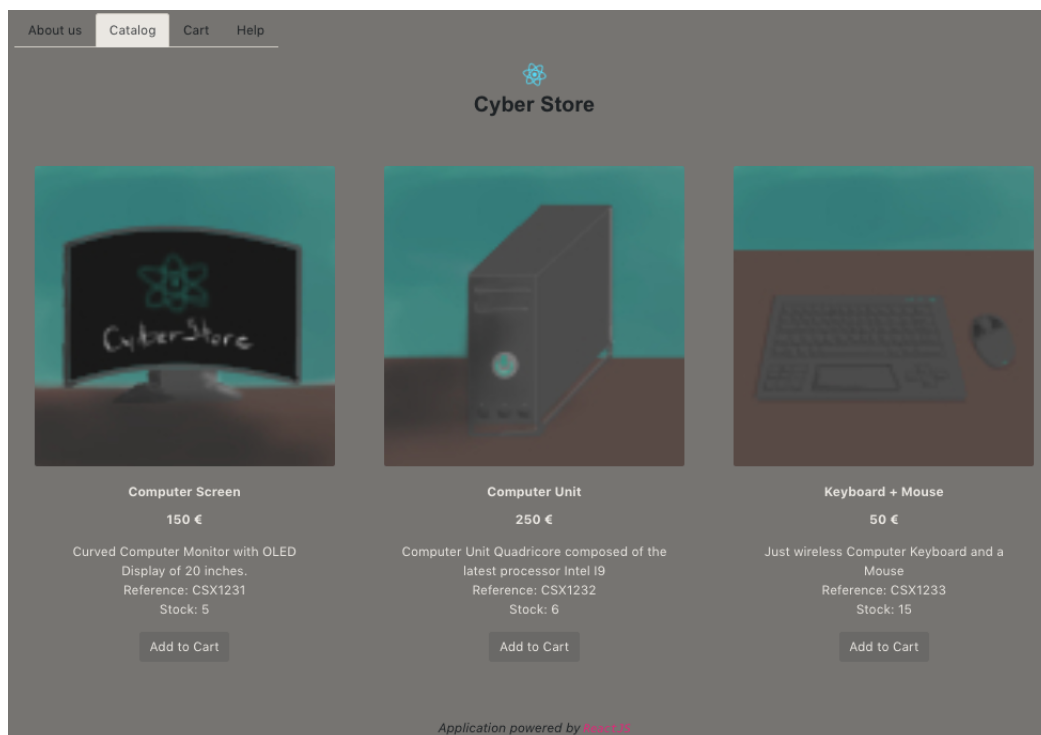 About us Catalog Cart Help
Cyber Store
CyberStore
Computer Screen
150 €
Curved Computer Monitor with OLED
Display of 20 inches.
Reference: CSX1231
Stock: 5
Add to Cart
Computer Unit
250 €
Computer Unit Quadricore composed of the
latest processor Intel I9
Reference: CSX1232
Stock: 6
Add to Cart
Keyboard + Mouse
50 €
Just wireless Computer Keyboard and a
Mouse
Reference: CSX1233
Stock: 15
Add to Cart
Application powered by React JS